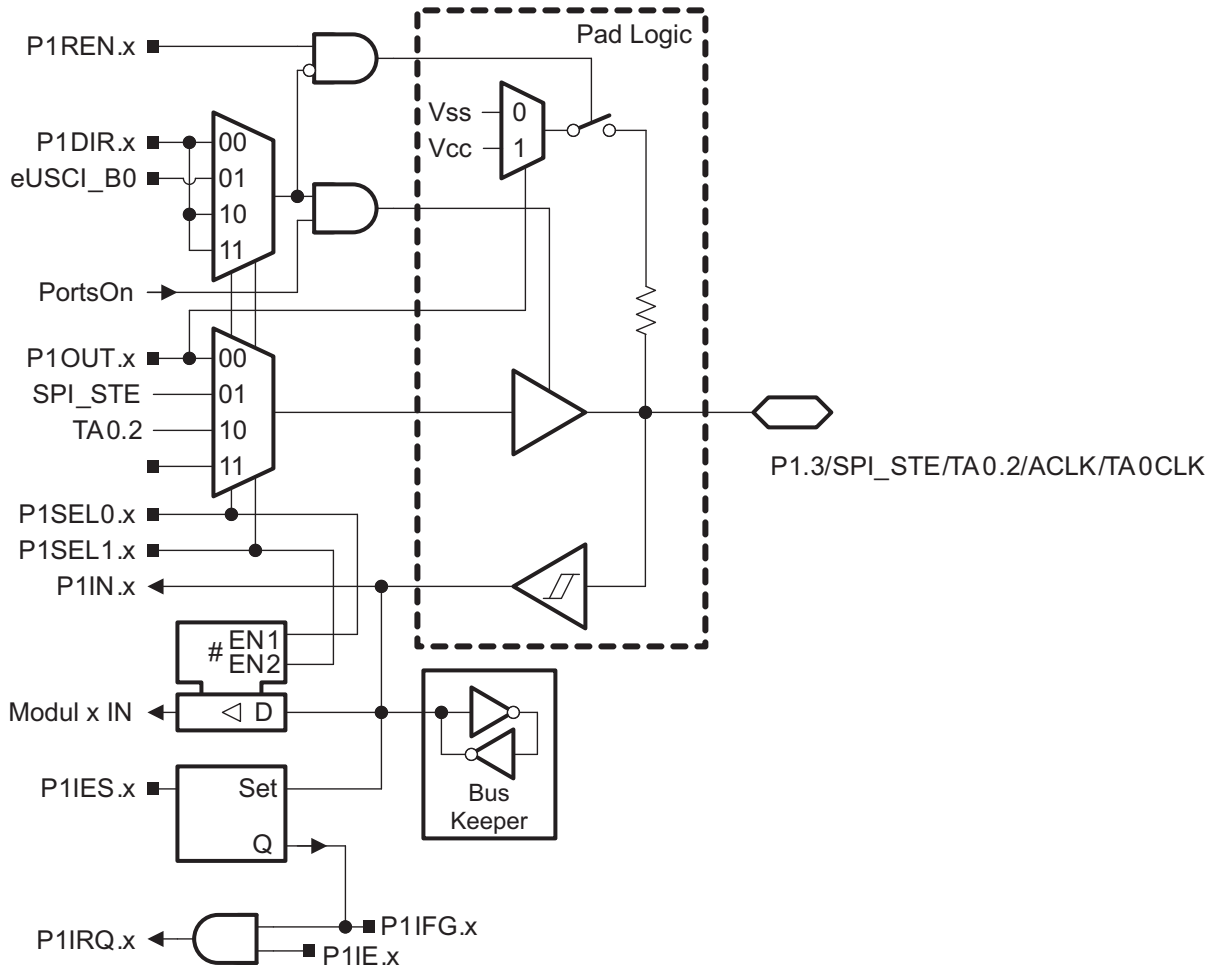 Pad Logic
P1REN.x
Vss
0
Vcc
1
P1DIR.x
00
eUSCI_B0
01
10
11
PortsOn
P1OUT.x
00
SPI_STE
01
TA0.2
10
11
P1.3/SPI_STE/TA0.2/ACLK/TA0CLK
P1SEL0.x
P1SEL1.x
P1IN.x
# EN1
EN2
Modul x IN
D
P1IES.x
Set
Q
Bus
Keeper
P1IFG.x
P1IRQ.x
P1IE.x